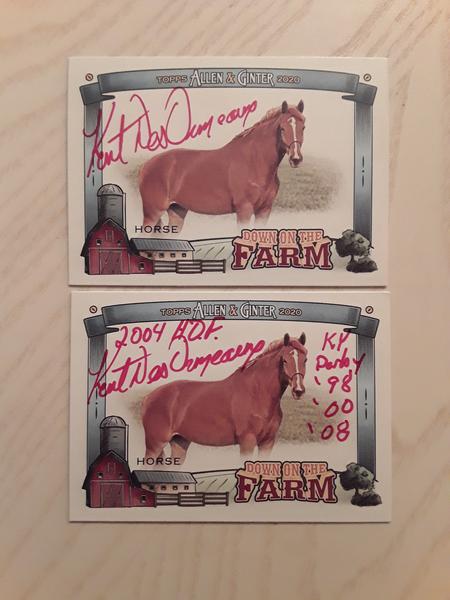 TOPPS ALLEN & GINTER 2020
Kent Desormeaux
HORSE
DOWN ON THE
FARM
TOPPS ALLEN & GINTER 2020
2004 H.O.F.
Kent Desormeaux
KY
Derby
'98
'00
'08
HORSE
DOWN ON THE
FARM